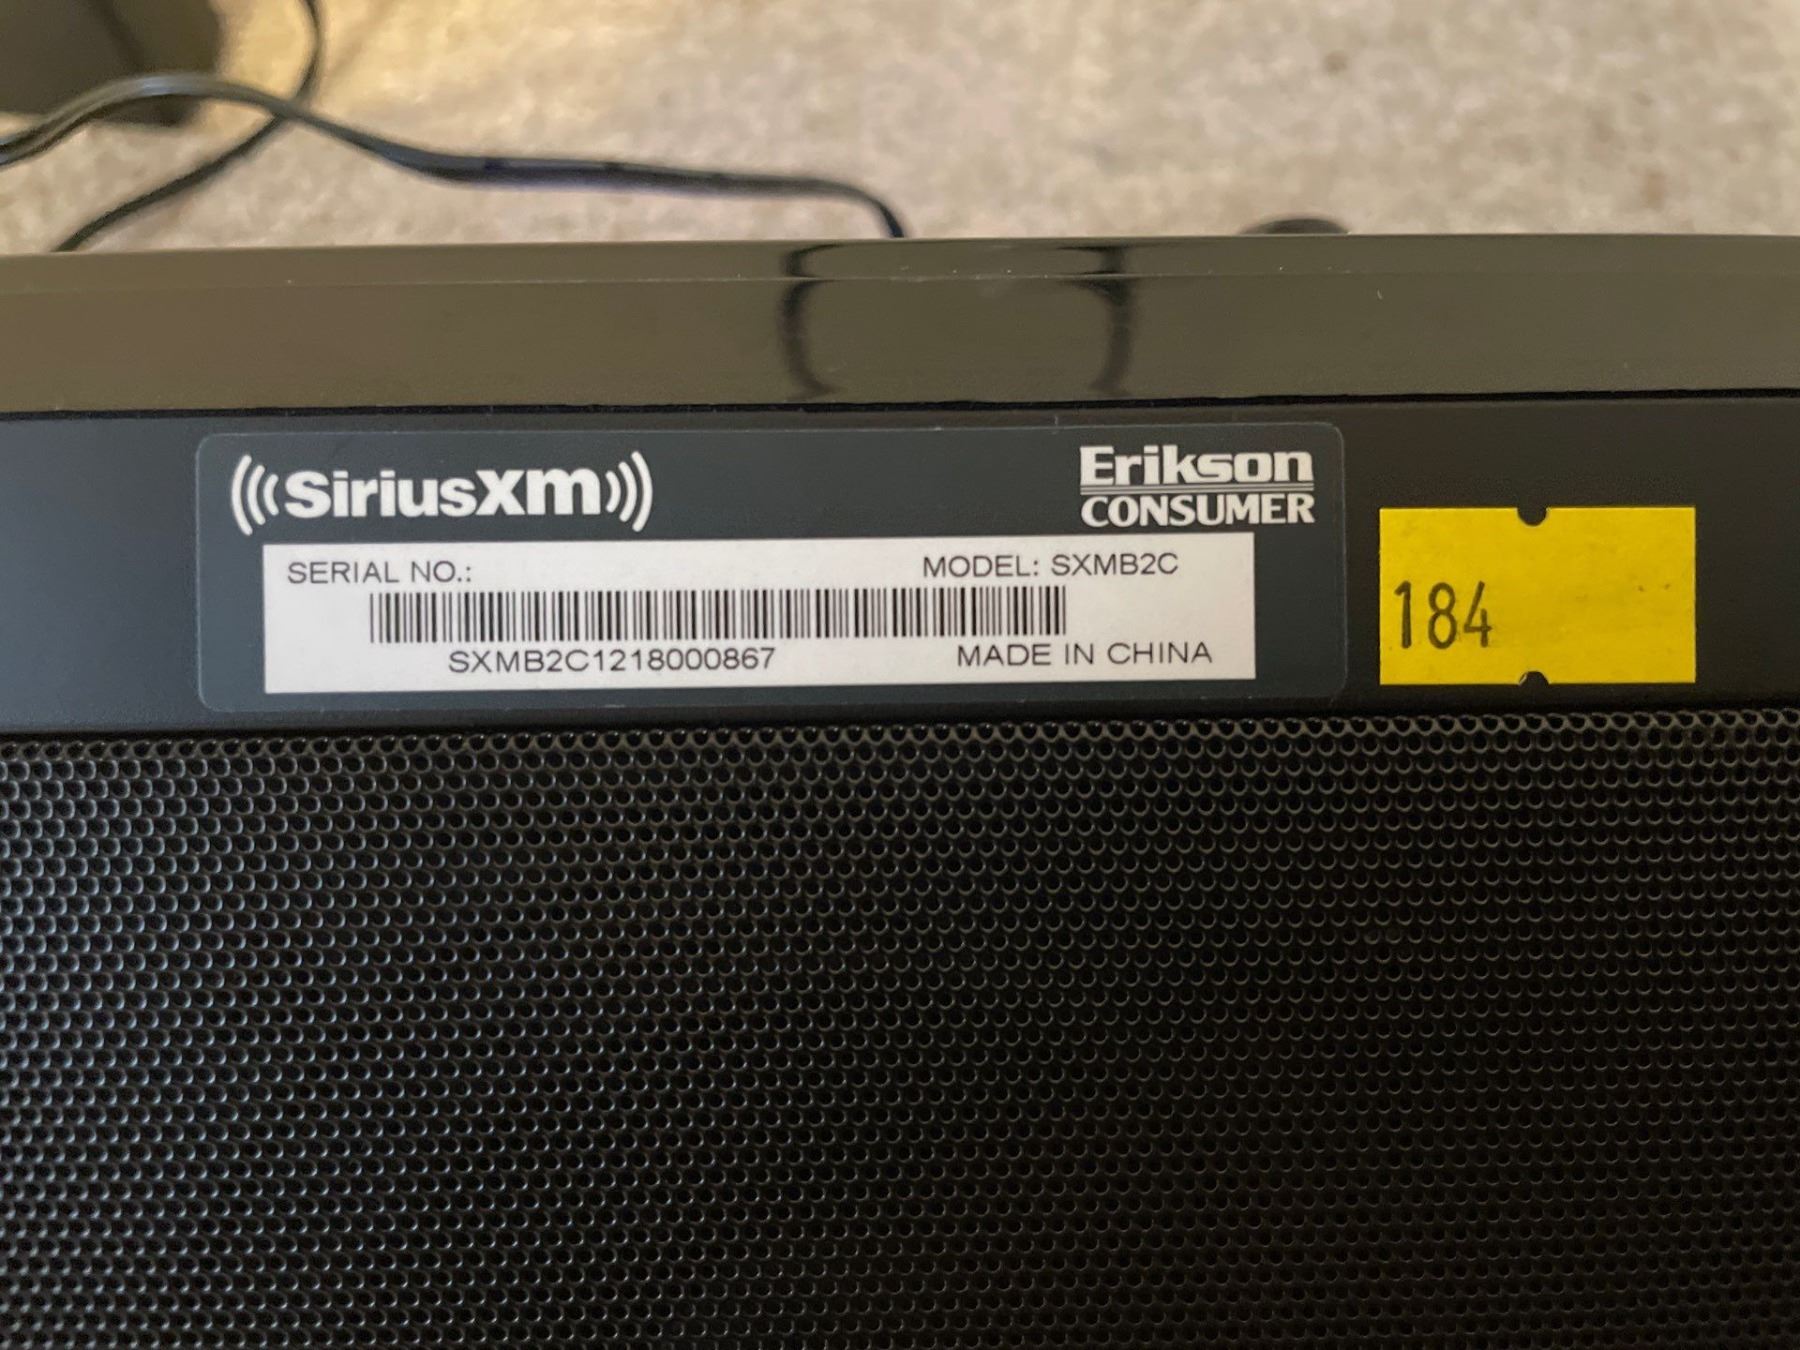 SiriusXM
Erikson
CONSUMER
SERIAL NO.:
MODEL: SXMB2C
SXMB2C1218000867
MADE IN CHINA
184